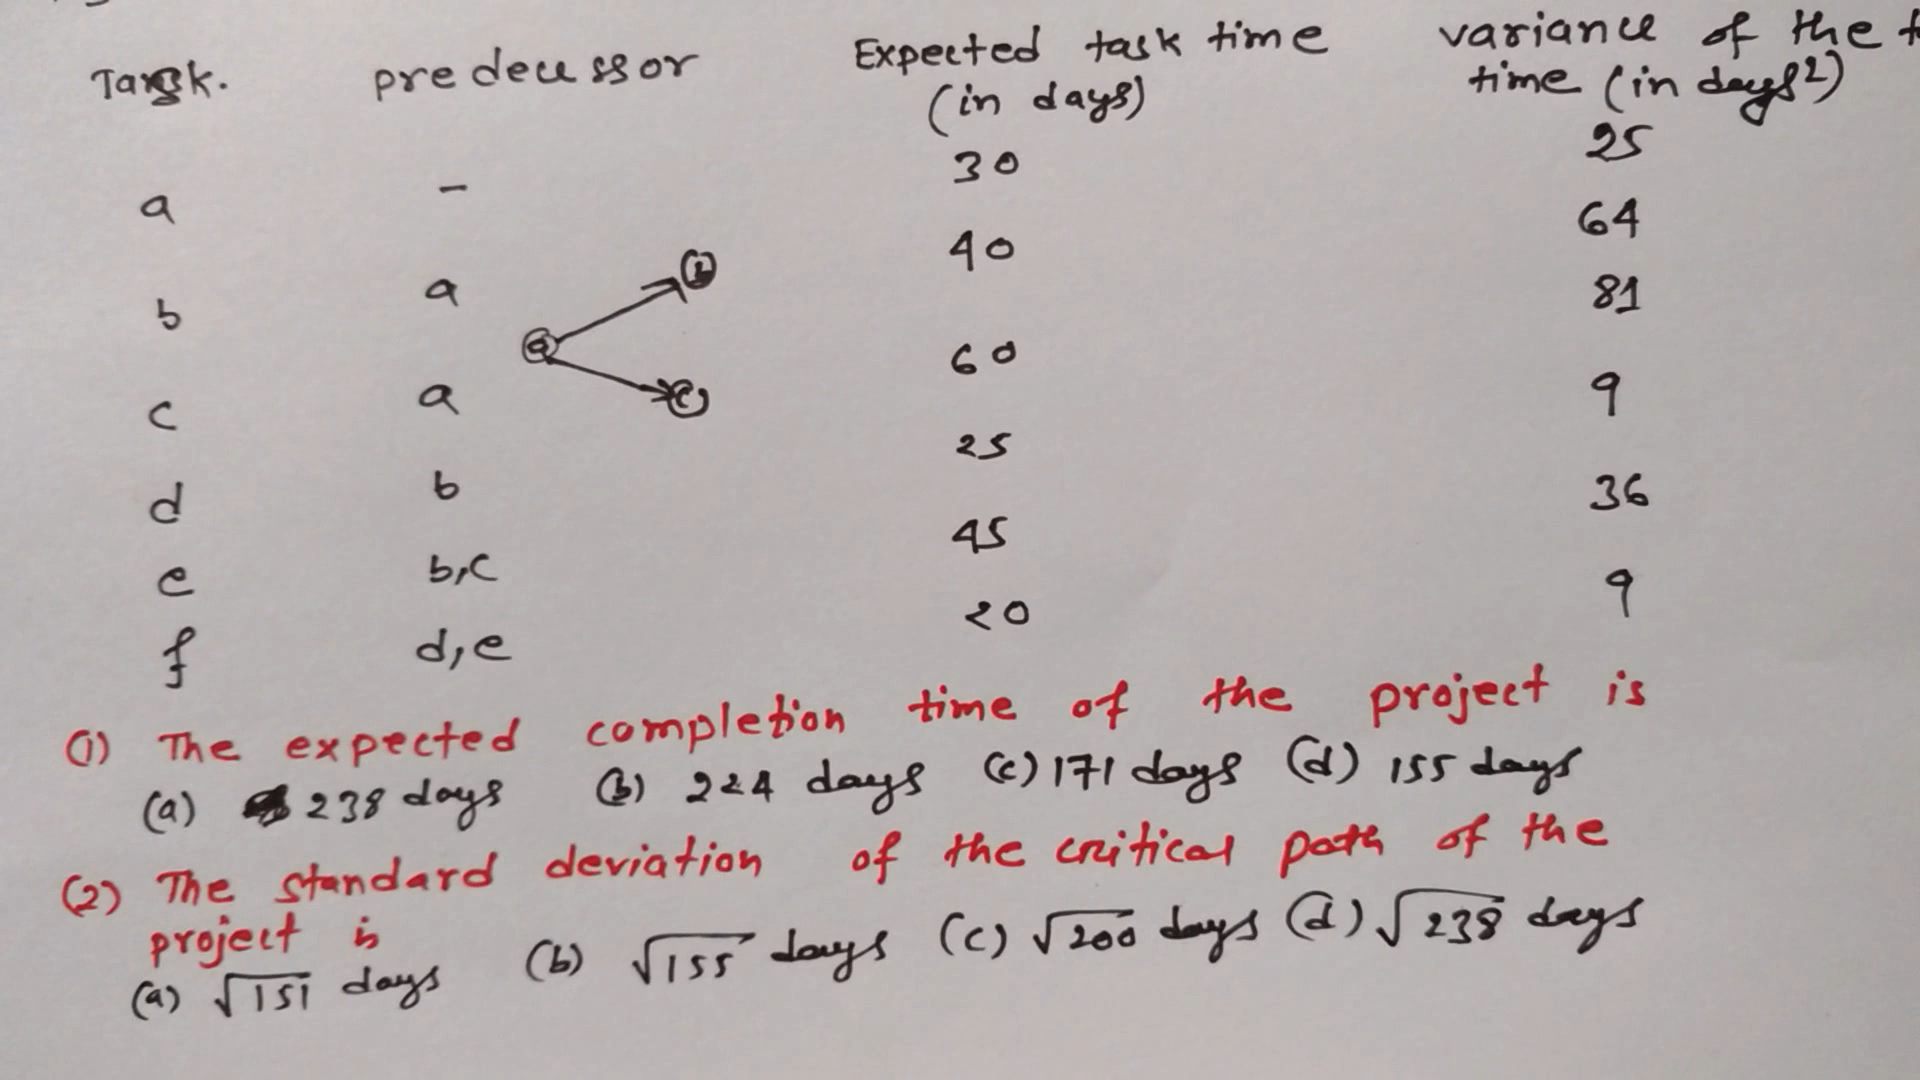 Task. predecessor Expected task time variance of the
(in days) time (in days²)
a - 30 25
b a 40 64
c a 60 81
d b 25 9
e b,c 45 36
f d,e 20 9
a
b
c
(1) The expected completion time of the project is
(a) 238 days (b) 224 days (c) 171 days (d) 155 days
(2) The standard deviation of the critical path of the
project is
(a) √151 days (b) √155 days (c) √200 days (d) √238 days